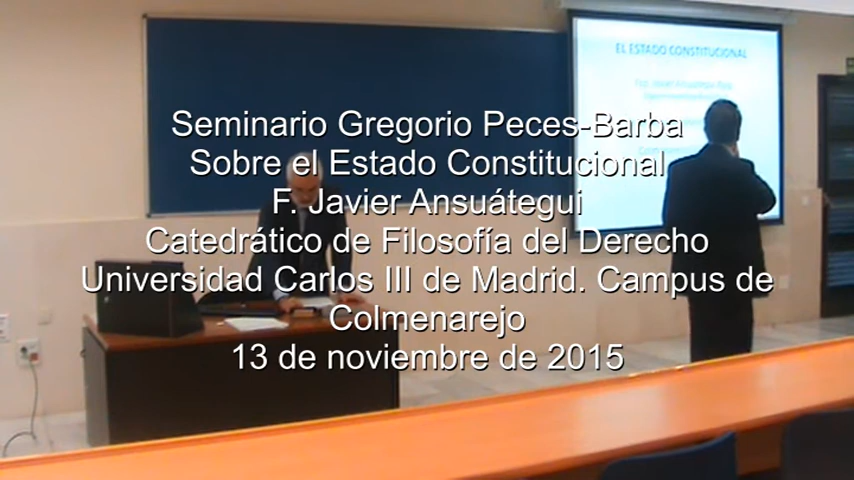 EL ESTADO CONSTITUCIONAL
Seminario Gregorio Peces-Barba
Sobre el Estado Constitucional
F. Javier Ansuátegui
Catedrático de Filosofía del Derecho
Universidad Carlos III de Madrid. Campus de
Colmenarejo
13 de noviembre de 2015